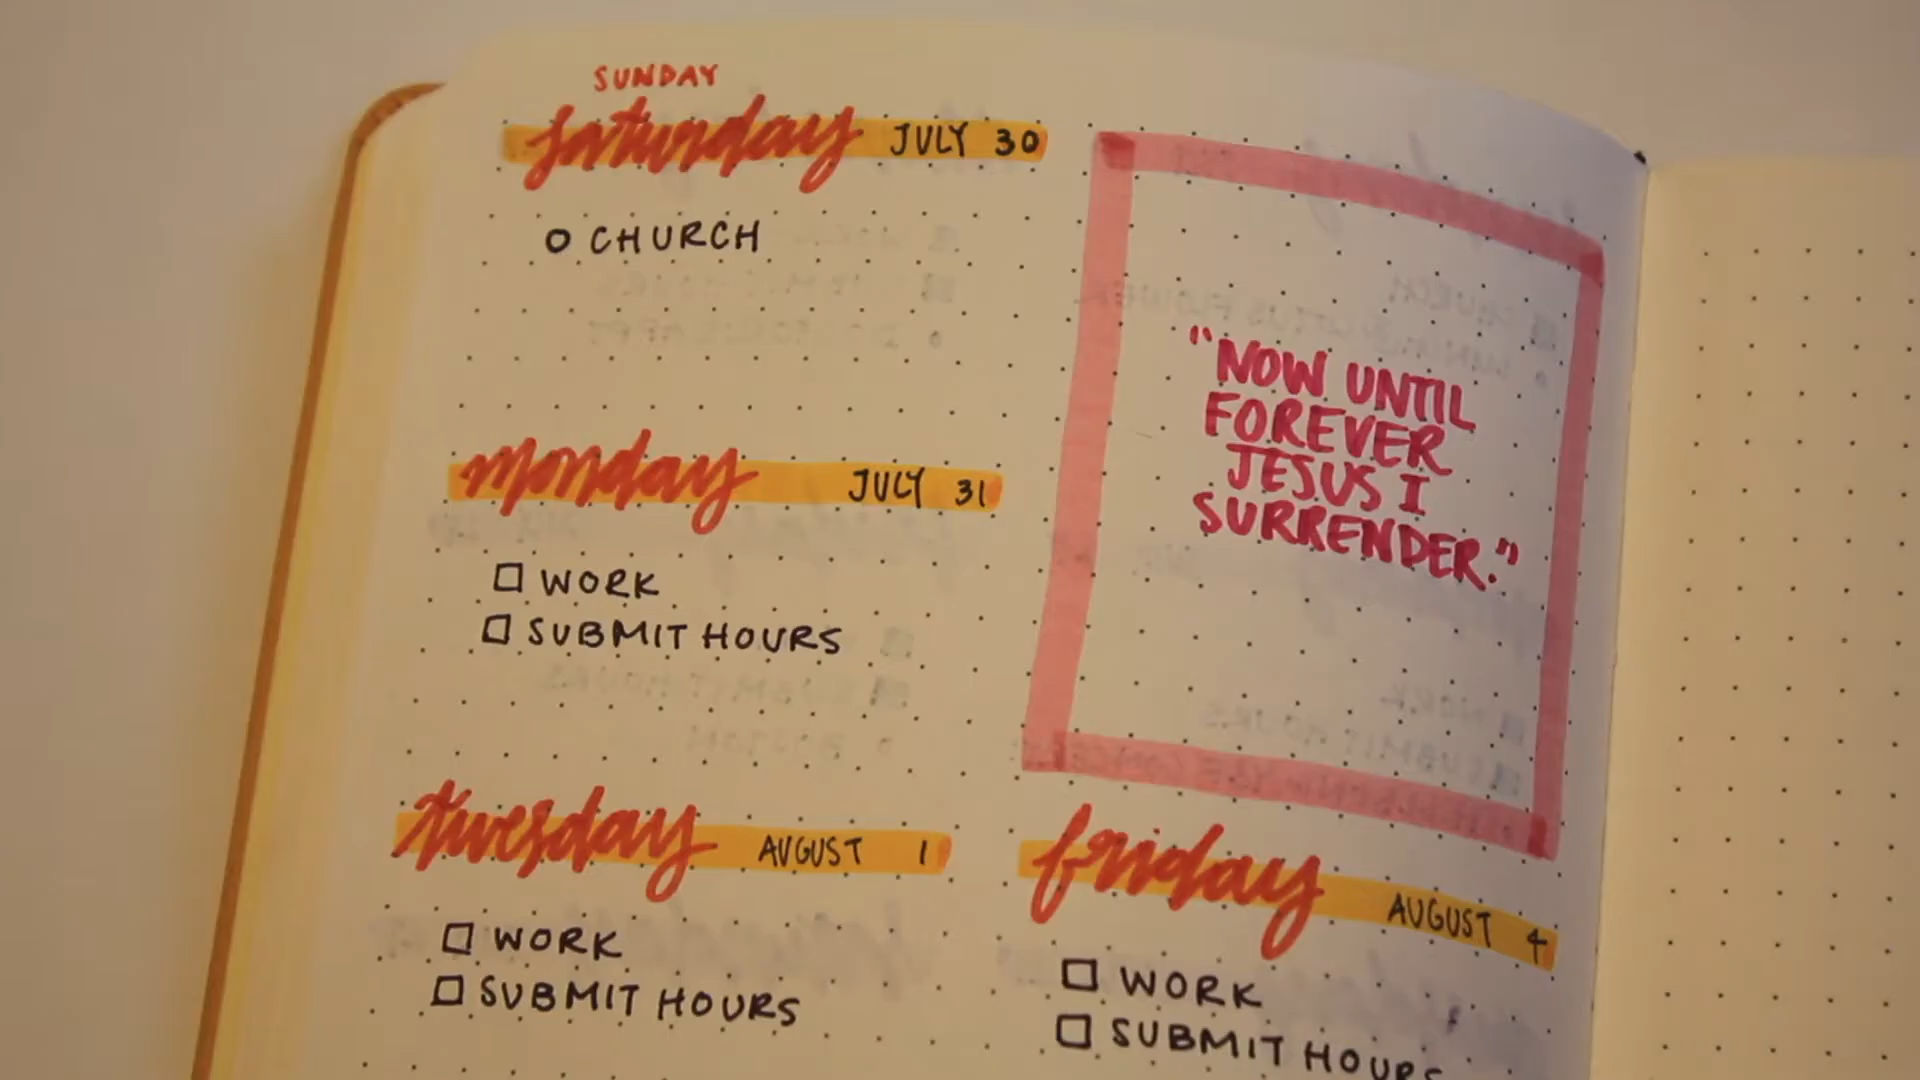 SUNDAY
saturday JULY 30
O CHURCH
monday JULY 31
WORK
SUBMIT HOURS
tuesday AUGUST 1
WORK
SUBMIT HOURS
"NOW UNTIL
FOREVER
JESUS I
SURRENDER."
friday AUGUST 4
WORK
SUBMIT HOURS